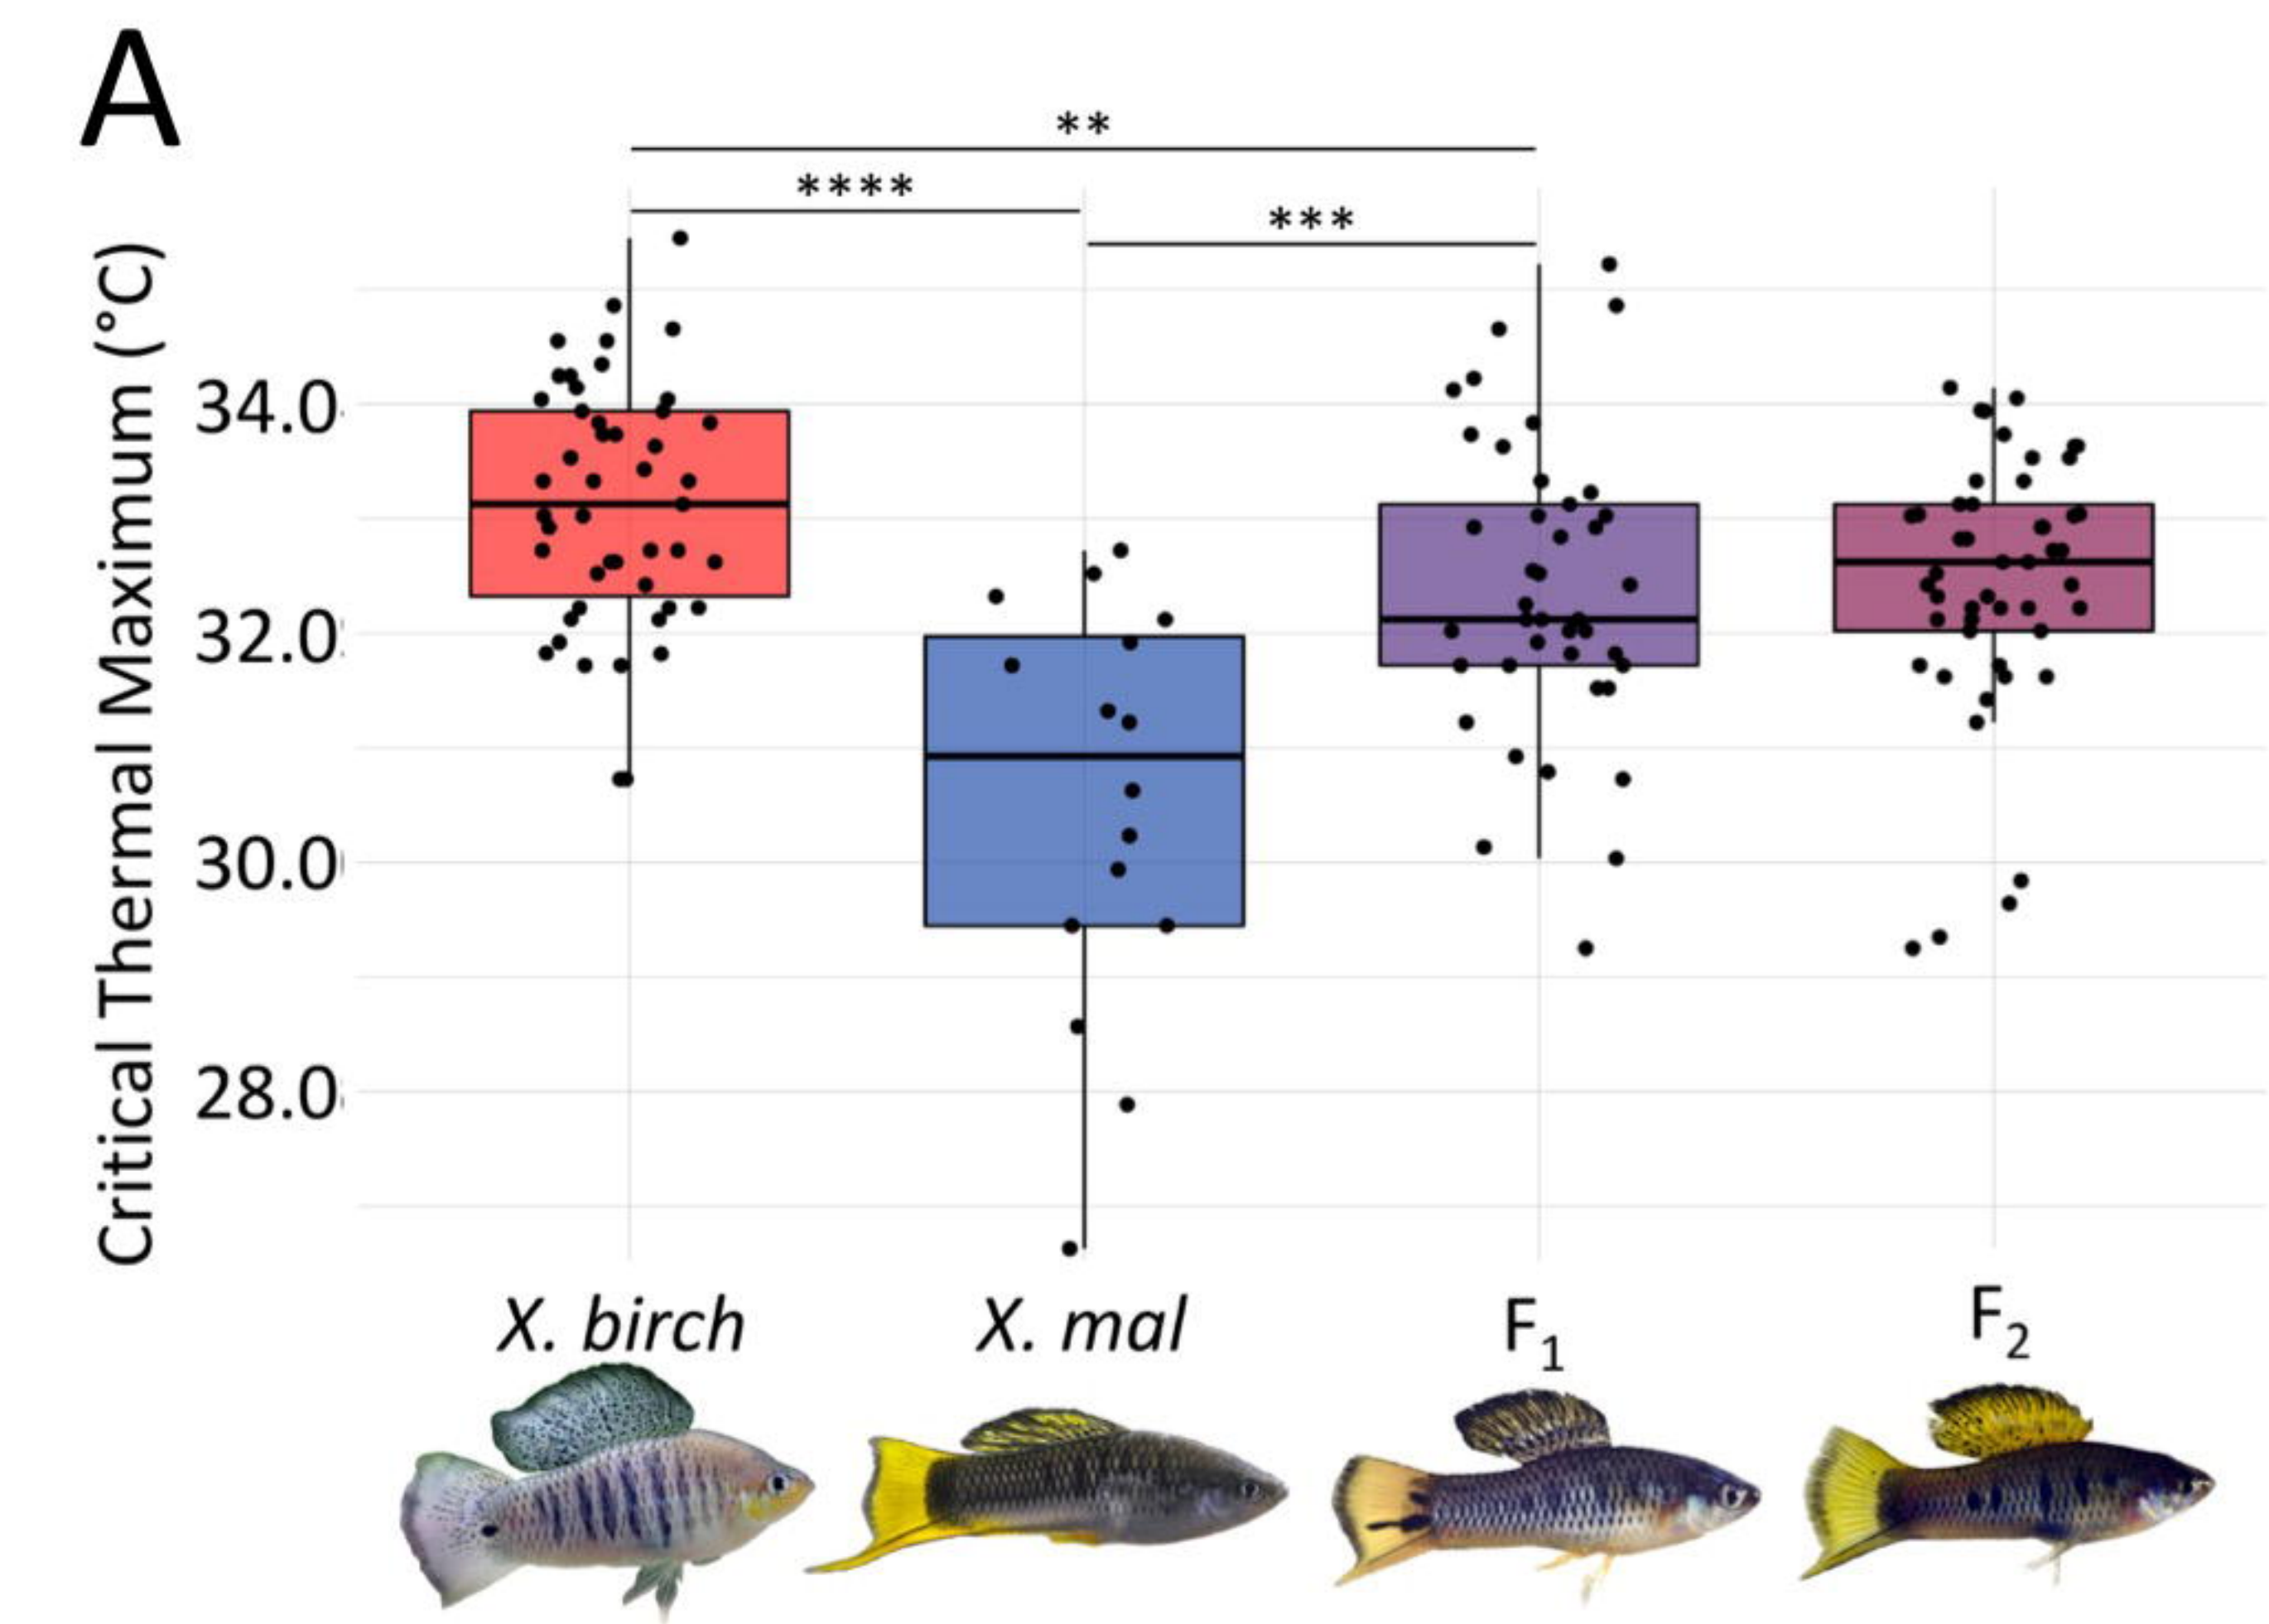 A
**
****
***
Critical Thermal Maximum (°C)
34.0
32.0
30.0
28.0
X. birch
X. mal
F1
F2